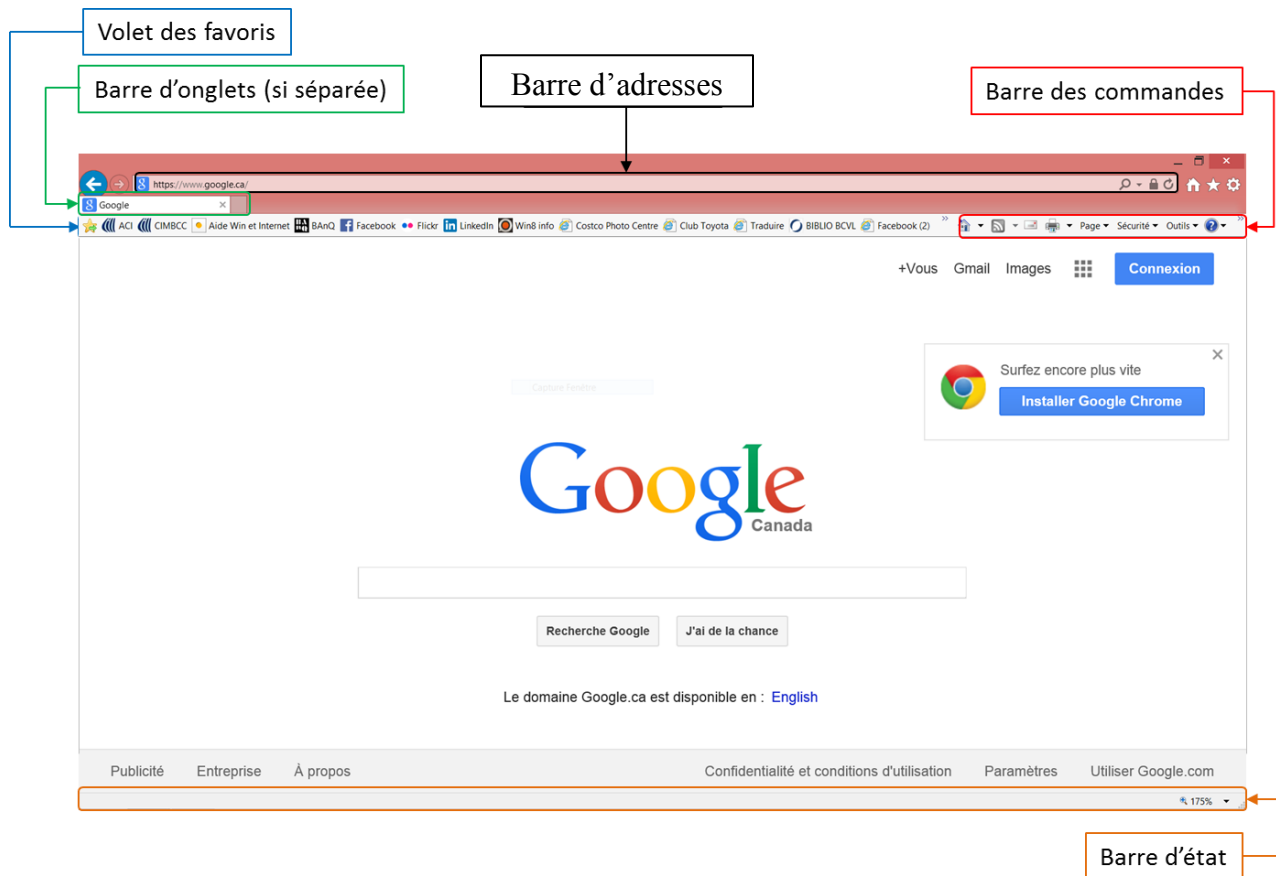 Volet des favoris
Barre d'onglets (si séparée)
Barre d'adresses
Barre des commandes
https://www.google.ca/
Google
ACI CIMBCC Aide Win et Internet BAnQ Facebook Flickr LinkedIn Win8 info Costco Photo Centre Club Toyota Traduire BIBLIO BCVL Facebook (2) » Page Sécurité Outils »
+Vous Gmail Images Connexion
Surfez encore plus vite
Installer Google Chrome
Capture Fenêtre
Google
Canada
Recherche Google J'ai de la chance
Le domaine Google.ca est disponible en : English
Publicité Entreprise À propos Confidentialité et conditions d'utilisation Paramètres Utiliser Google.com
175%
Barre d'état